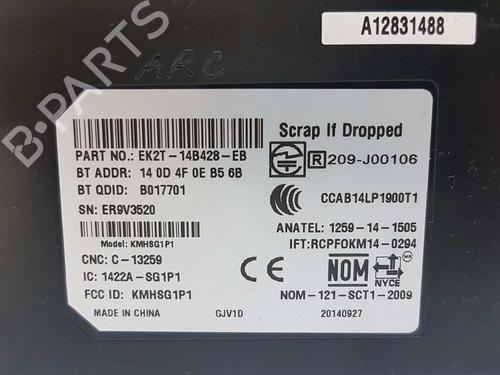 A12831488
ARC
B-PARTS
Scrap If Dropped
PART NO.: EK2T-14B428-EB
R 209-J00106
BT ADDR: 14 0D 4F 0E B5 6B
BT QDID: B017701
CCAB14LP1900T1
SN: ER9V3520
ANATEL: 1259-14-1505
Model: KMHSG1P1
IFT:RCPFOKM14-0294
CNC: C-13259
IC: 1422A-SG1P1
CE
NOM
MR
NYCE
FCC ID: KMHSG1P1
NOM-121-SCT1-2009
MADE IN CHINA
GJV1D
20140927